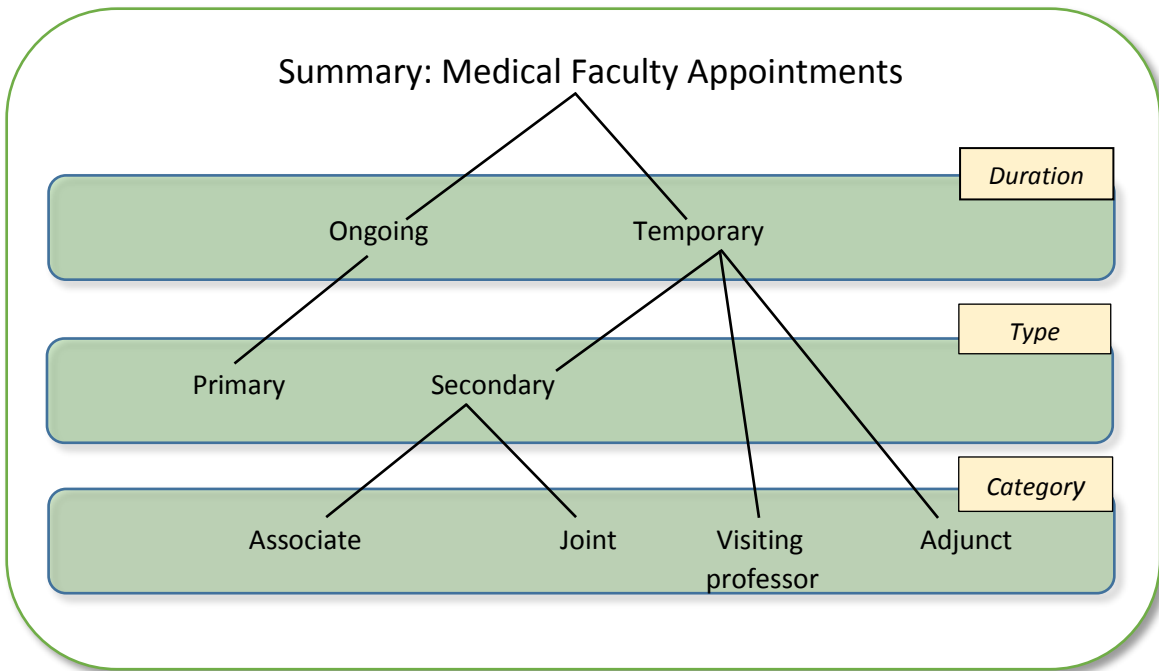 Summary: Medical Faculty Appointments
Duration
Ongoing
Temporary
Type
Primary
Secondary
Category
Associate
Joint
Visiting
professor
Adjunct